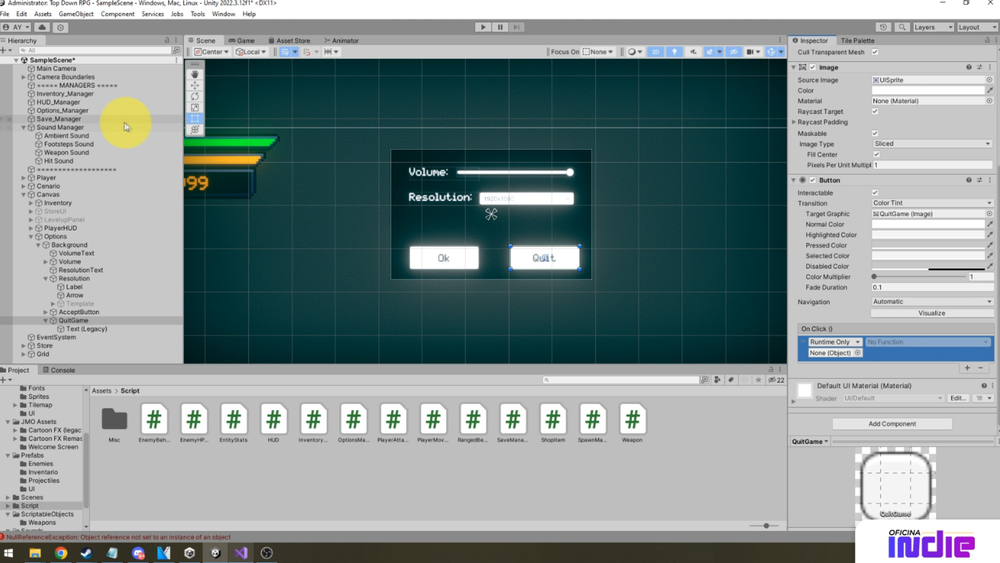 Administrator: Top Down RPG - SampleScene - Windows, Mac, Linux - Unity 2022.3.12f1* <DX11>
File Edit Assets GameObject Component Services Jobs Tools Window Help
AY
Layers Layout
Hierarchy
All
SampleScene*
Main Camera
Camera Boundaries
===== MANAGERS =====
Inventory_Manager
HUD_Manager
Options_Manager
Save_Manager
Sound Manager
Ambient Sound
Footsteps Sound
Weapon Sound
Hit Sound
====================
Player
Cenario
Canvas
Inventory
StoreUI
LevelupPanel
PlayerHUD
Options
Background
VolumeText
Volume
ResolutionText
Resolution
Label
Arrow
Template
AcceptButton
QuitGame
Text (Legacy)
EventSystem
Store
Grid
Scene Game Asset Store Animator
Center Local
Focus On None
2D
99
Volume:
Resolution:
Ok
Quit
Inspector Tile Palette
Cull Transparent Mesh
Image
Source Image UISprite
Color
Material None (Material)
Raycast Target
Raycast Padding
Maskable
Image Type Sliced
Fill Center
Pixels Per Unit Multipl 1
Button
Interactable
Transition Color Tint
Target Graphic QuitGame (Image)
Normal Color
Highlighted Color
Pressed Color
Selected Color
Disabled Color
Color Multiplier 1
Fade Duration 0.1
Navigation Automatic
Visualize
On Click ()
Runtime Only No Function
None (Object)
Default UI Material (Material)
Shader UI/Default Edit...
Add Component
QuitGame
QuitGame
Project Console
22
Fonts
Sprites
Tilemap
UI
JMO Assets
Cartoon FX (legac
Cartoon FX Remas
Welcome Screen
Prefabs
Enemies
Inventario
Projectiles
UI
Scenes
Script
ScriptableObjects
Weapons
Assets > Script
Misc
EnemyBeh...
EnemyHP...
EntityStats
HUD
Inventory...
OptionsMa...
PlayerAtta...
PlayerMov...
RangedBe...
SaveMana...
ShopItem
SpawnMa...
Weapon
NullReferenceException: Object reference not set to an instance of an object
OFICINA
INDIE